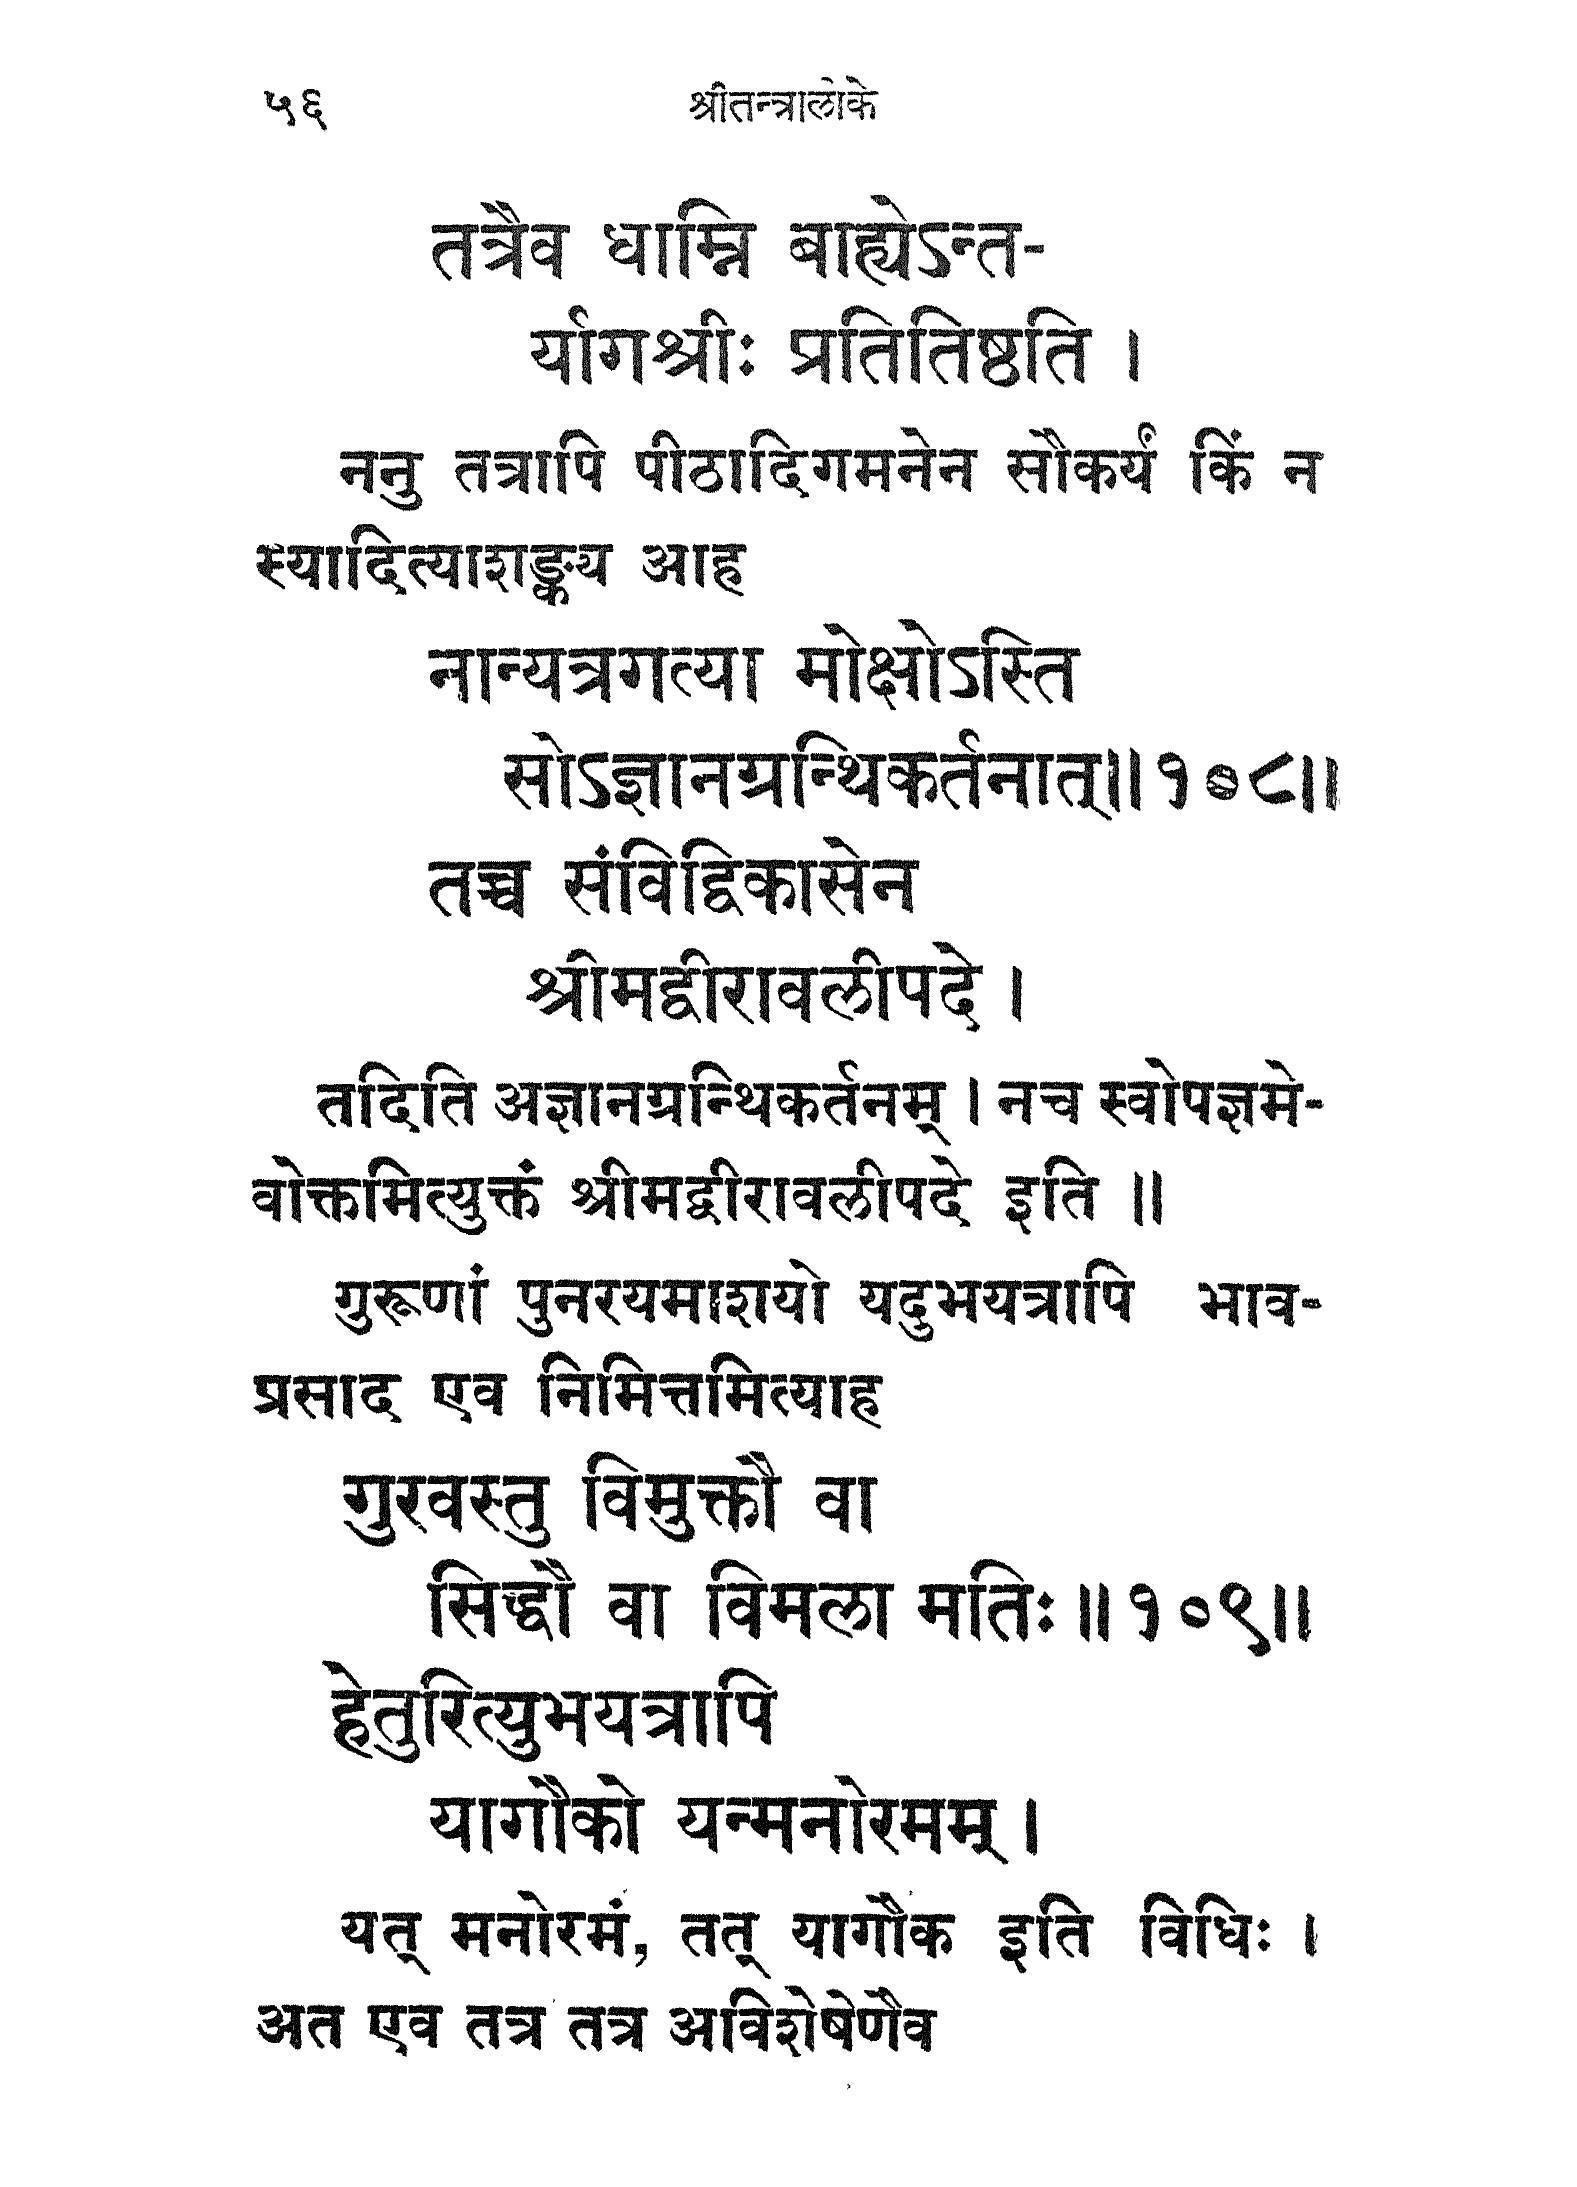 ५६ श्रीतन्त्रालोके
तत्रैव धाम्नि बाह्येऽन्त-
र्यागश्रीः प्रतितिष्ठति ।
ननु तत्रापि पीठादिगमनेन सौकर्यं किं न
स्यादित्याशङ्क्य आह
नान्यत्रगत्या मोक्षोऽस्ति
सोऽज्ञानग्रन्थिकर्तनात्॥१०८॥
तच्च संविद्विकासेन
श्रीमद्वीरावलीपदे ।
तदिति अज्ञानग्रन्थिकर्तनम् । नच स्वोपज्ञमे-
वोक्तमित्युक्तं श्रीमद्वीरावलीपदे इति ॥
गुरूणां पुनरयमाशयो यदुभयत्रापि भाव-
प्रसाद एव निमित्तमित्याह
गुरवस्तु विमुक्तौ वा
सिद्धौ वा विमला मतिः॥१०९॥
हेतुरित्युभयत्रापि
यागौको यन्मनोरमम् ।
यत् मनोरमं, तत् यागौक इति विधिः ।
अत एव तत्र तत्र अविशेषेणैव